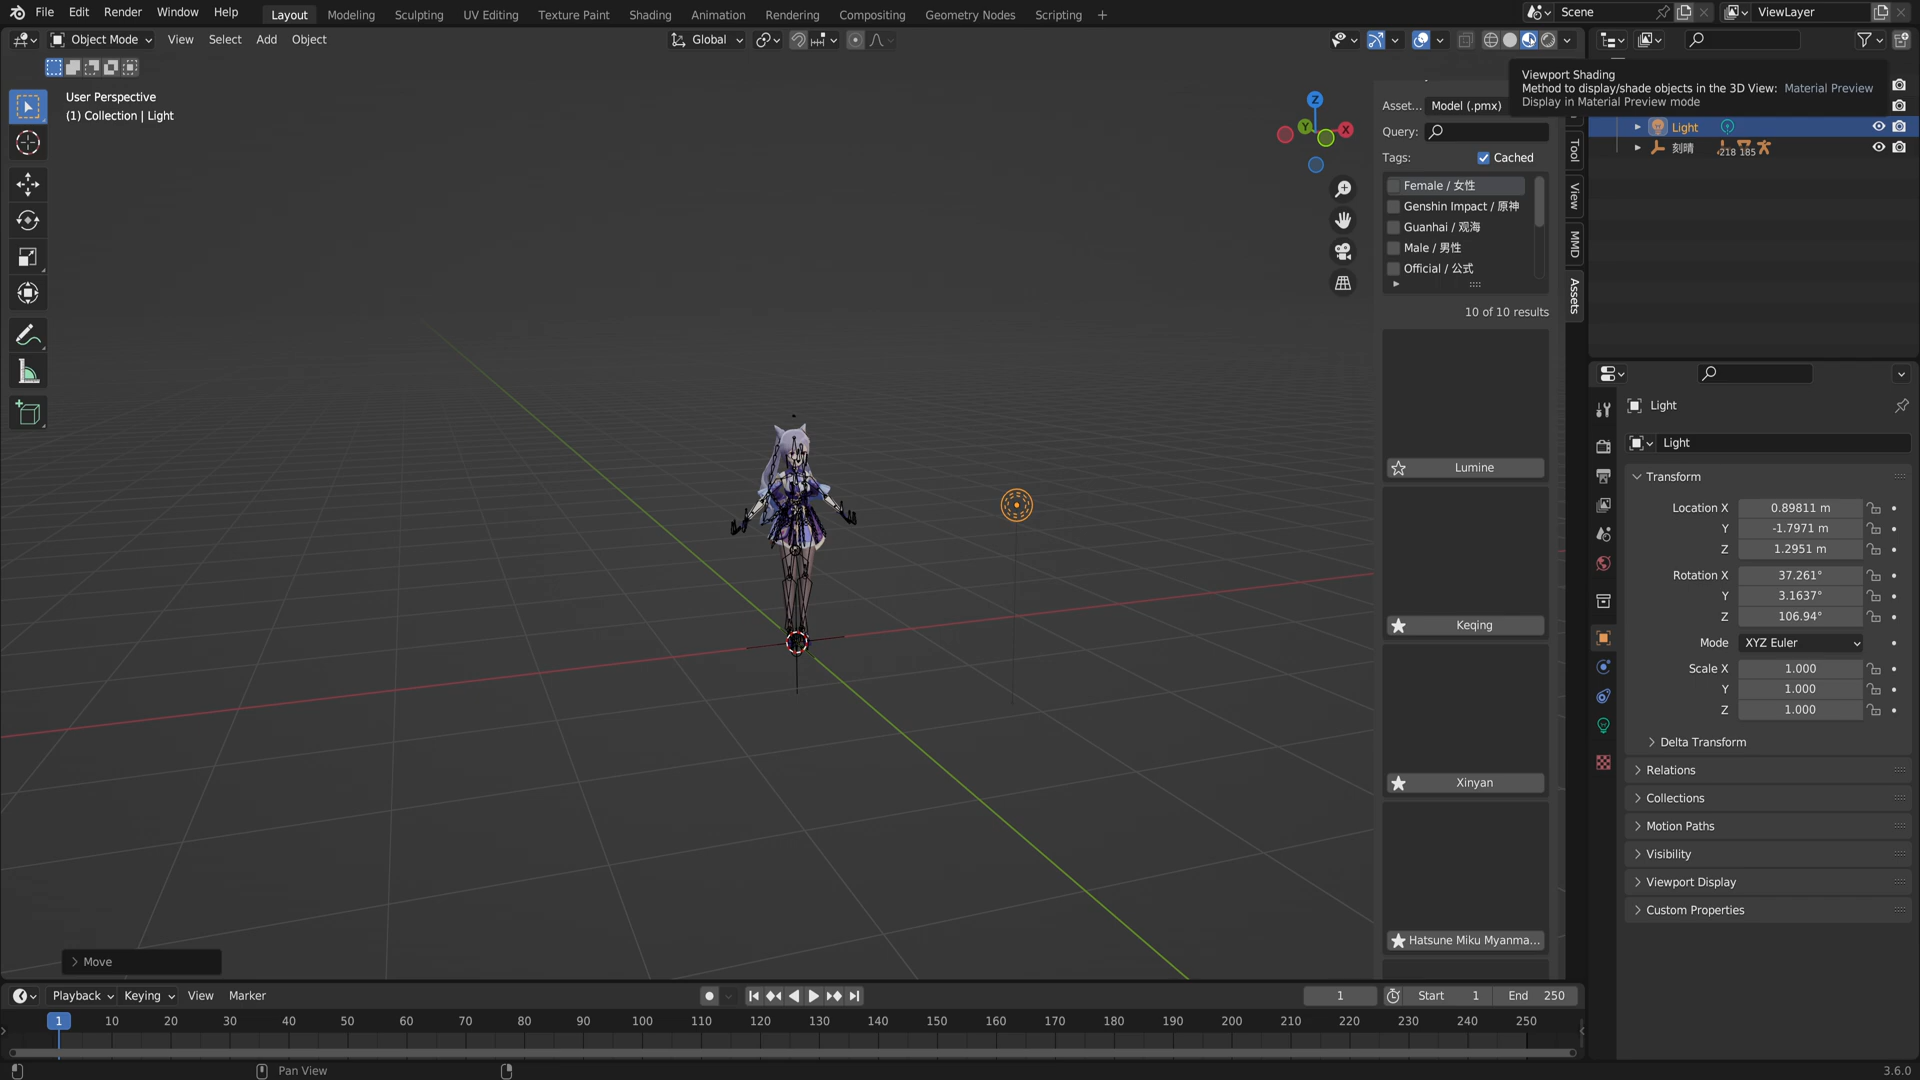 File Edit Render Window Help
Layout Modeling Sculpting UV Editing Texture Paint Shading Animation Rendering Compositing Geometry Nodes Scripting +
Scene
ViewLayer
Object Mode View Select Add Object
Global
User Perspective
(1) Collection | Light
Z
Y
X
Viewport Shading
Method to display/shade objects in the 3D View: Material Preview
Display in Material Preview mode
Light
刻晴 218 185
Asset... Model (.pmx)
Query:
Tags: Cached
Female / 女性
Genshin Impact / 原神
Guanhai / 观海
Male / 男性
Official / 公式
10 of 10 results
Lumine
Keqing
Xinyan
Hatsune Miku Myanma...
Tool
View
MMD
Assets
Light
Light
Transform
Location X 0.89811 m
Y -1.7971 m
Z 1.2951 m
Rotation X 37.261°
Y 3.1637°
Z 106.94°
Mode XYZ Euler
Scale X 1.000
Y 1.000
Z 1.000
Delta Transform
Relations
Collections
Motion Paths
Visibility
Viewport Display
Custom Properties
Move
Playback Keying View Marker
1
Start 1
End 250
1 10 20 30 40 50 60 70 80 90 100 110 120 130 140 150 160 170 180 190 200 210 220 230 240 250
Pan View
3.6.0